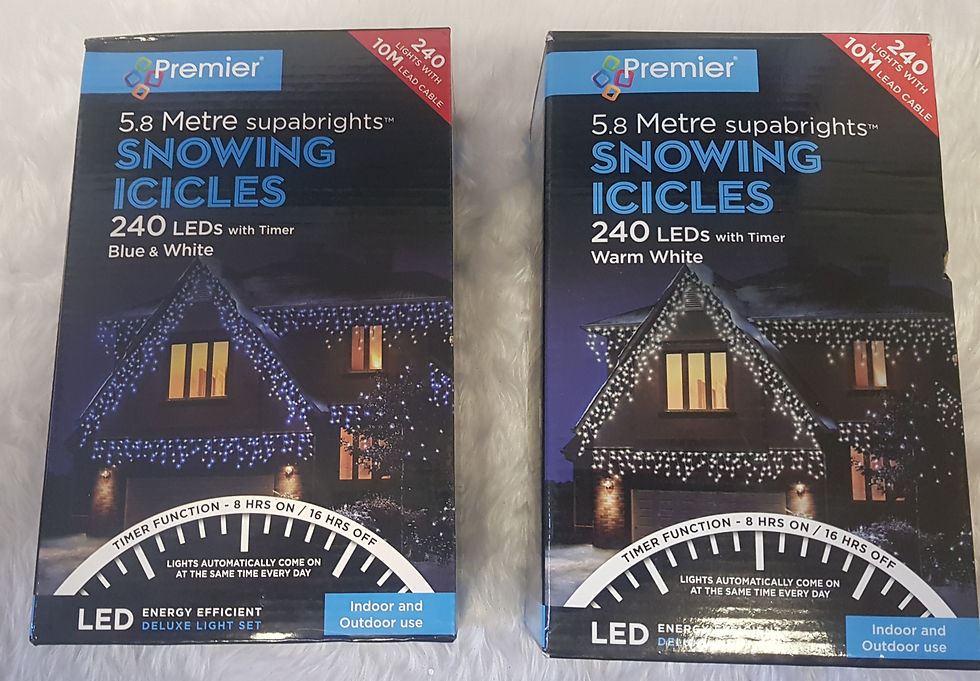 Premier®
240
LIGHTS WITH
10M LEAD CABLE
5.8 Metre supabrights™
SNOWING
ICICLES
240 LEDs with Timer
Blue & White
TIMER FUNCTION - 8 HRS ON / 16 HRS OFF
LIGHTS AUTOMATICALLY COME ON
AT THE SAME TIME EVERY DAY
LED ENERGY EFFICIENT
DELUXE LIGHT SET
Indoor and
Outdoor use
Premier®
240
LIGHTS WITH
10M LEAD CABLE
5.8 Metre supabrights™
SNOWING
ICICLES
240 LEDs with Timer
Warm White
TIMER FUNCTION - 8 HRS ON / 16 HRS OFF
LIGHTS AUTOMATICALLY COME ON
AT THE SAME TIME EVERY DAY
LED
Indoor and
Outdoor use